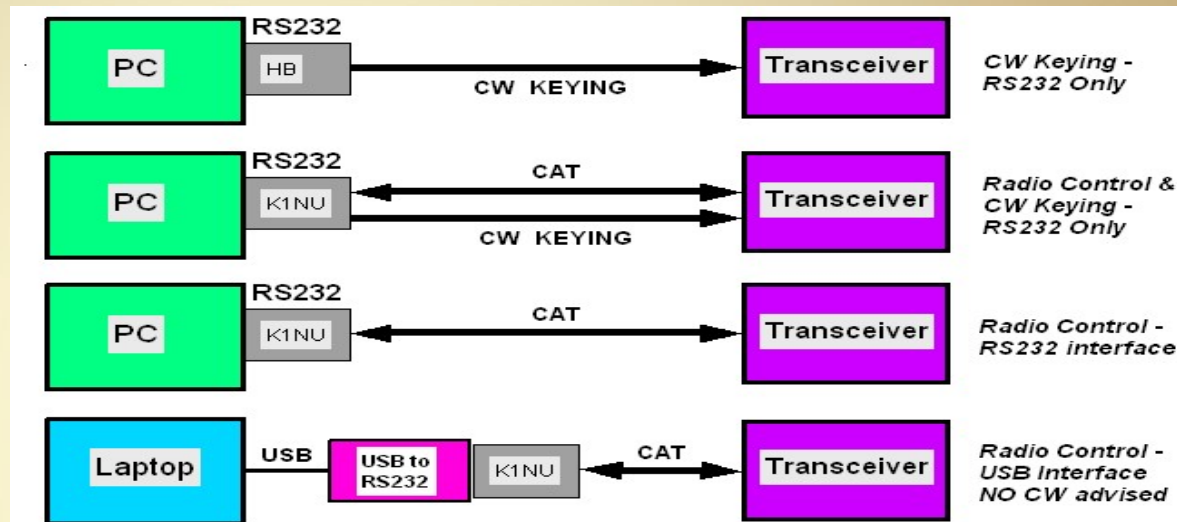 RS232
PC
HB
CW KEYING
Transceiver
CW Keying -
RS232 Only
RS232
PC
K1NU
CAT
CW KEYING
Transceiver
Radio Control &
CW Keying -
RS232 Only
RS232
PC
K1NU
CAT
Transceiver
Radio Control -
RS232 interface
Laptop
USB
USB to
RS232
K1NU
CAT
Transceiver
Radio Control -
USB Interface
NO CW advised